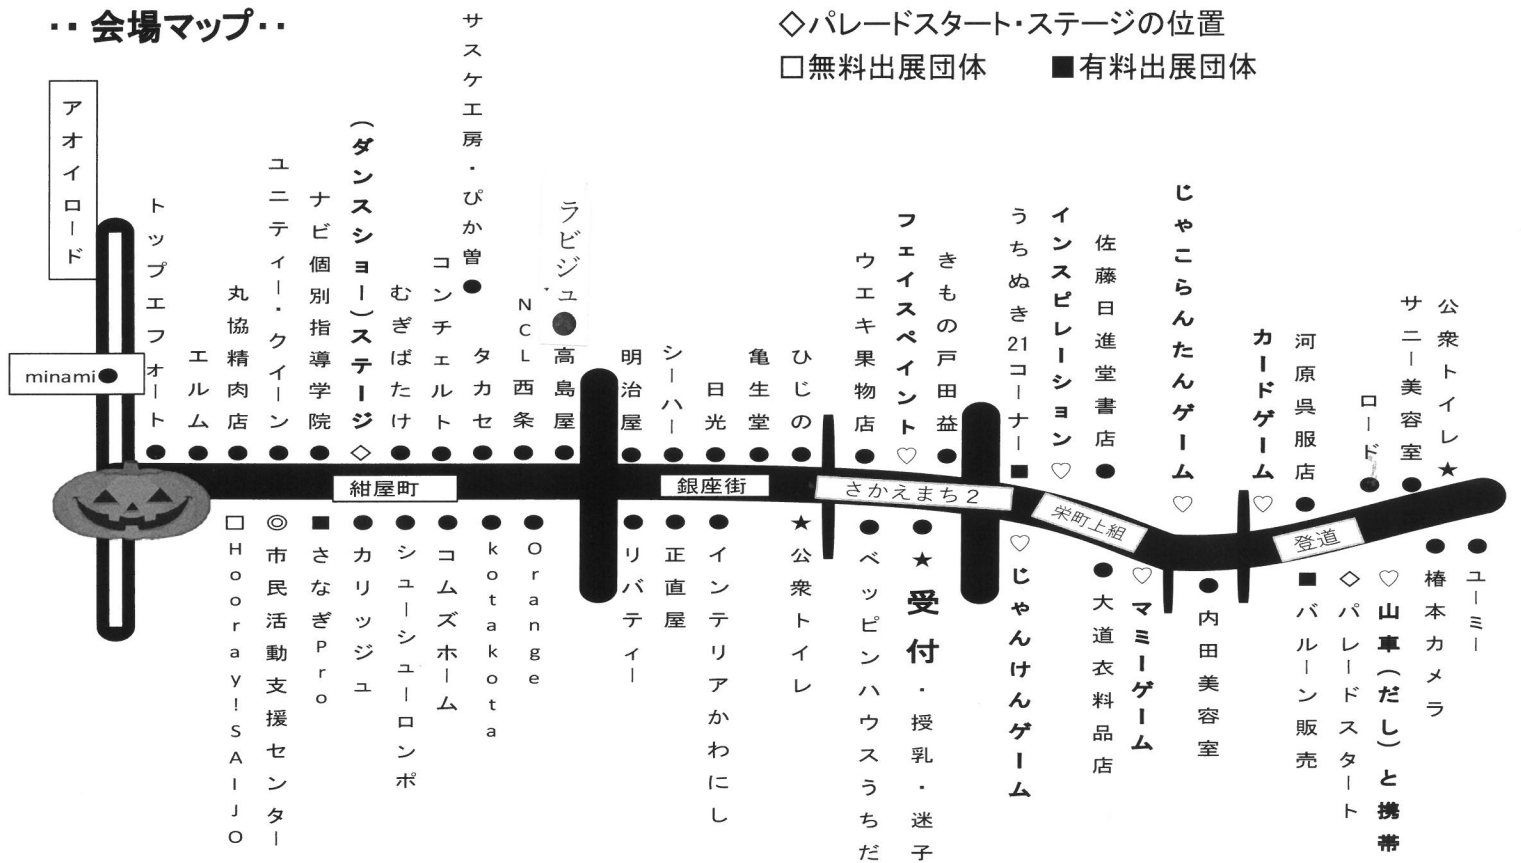 ・・会場マップ・・
◇パレードスタート・ステージの位置
□無料出展団体 ■有料出展団体
アオイロード
minami●
トップエフォート●
エルム●
丸協精肉店●
ユニティー・クイーン●
ナビ個別指導学院●
(ダンスショー)ステージ◇
むぎばたけ●
コンチェルト●
サスケ工房・ぴか曽●
タカセ●
NCL西条●
ラビジュ●
高島屋●
明治屋●
シーハー●
日光●
亀生堂●
ひじの●
ウエキ果物店●
フェイスペイント♡
きもの戸田益●
うちぬき21コーナー■
インスピレーション♡
佐藤日進堂書店●
じゃこらんたんゲーム♡
カードゲーム♡
河原呉服店●
ロード●
サニー美容室●
公衆トイレ★
紺屋町
銀座街
さかえまち2
栄町上組
登道
□Hooray!SAIJO
◎市民活動支援センター
■さなぎPro
●カリッジュ
●シューシューロンポ
●コムズホーム
●kotakota
●Orange
●リバティー
●正直屋
●インテリアかわにし
★公衆トイレ
●ベッピンハウスうちだ
★受付・授乳・迷子
♡じゃんけんゲーム
●大道衣料品店
♡マミーゲーム
●内田美容室
■バルーン販売
◇パレードスタート
♡山車(だし)と携帯
●椿本カメラ
●ユーミー